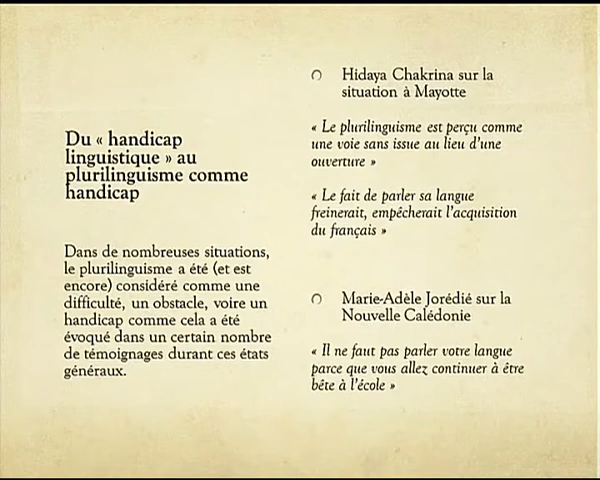 Du « handicap
linguistique » au
plurilinguisme comme
handicap
Dans de nombreuses situations,
le plurilinguisme a été (et est
encore) considéré comme une
difficulté, un obstacle, voire un
handicap comme cela a été
évoqué dans un certain nombre
de témoignages durant ces états
généraux.
Hidaya Chakrina sur la
situation à Mayotte
« Le plurilinguisme est perçu comme
une voie sans issue au lieu d'une
ouverture »
« Le fait de parler sa langue
freinerait, empêcherait l'acquisition
du français »
Marie-Adèle Jorédié sur la
Nouvelle Calédonie
« Il ne faut pas parler votre langue
parce que vous allez continuer à être
bête à l'école »